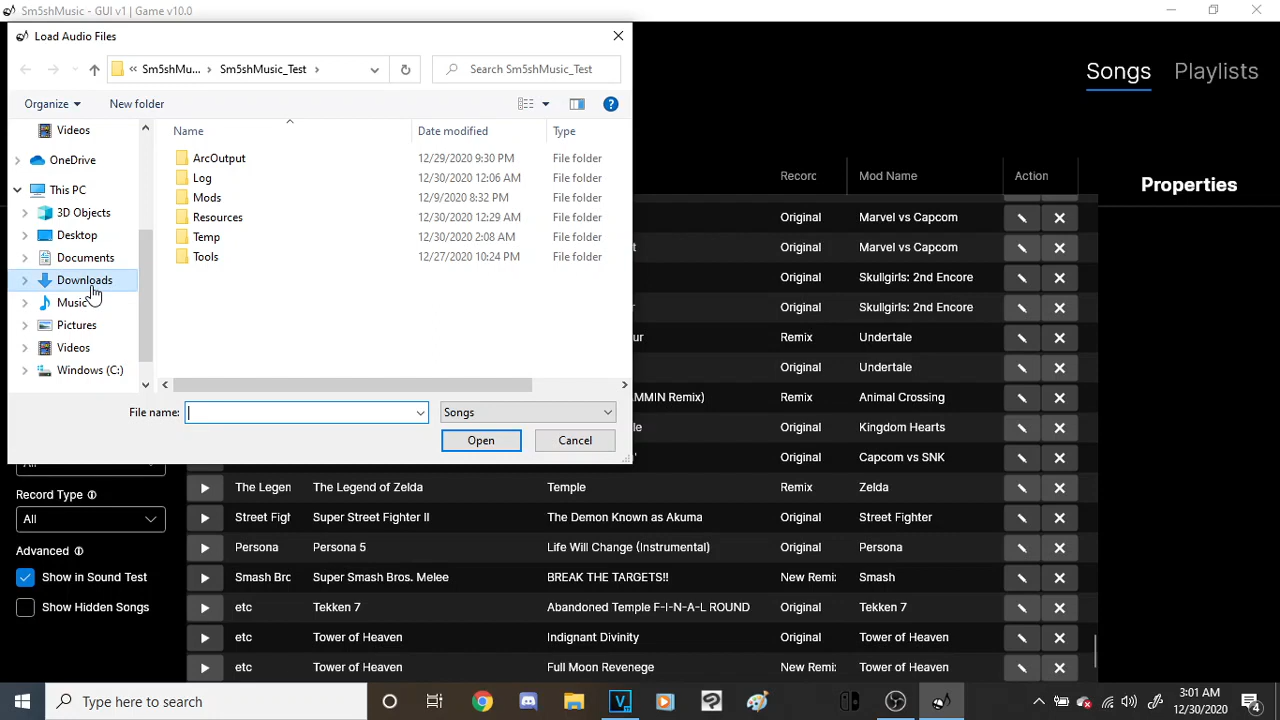 Sm5shMusic - GUI v1 | Game v10.0
Load Audio Files
Sm5shMu... Sm5shMusic_Test
Search Sm5shMusic_Test
Organize
New folder
Videos
OneDrive
This PC
3D Objects
Desktop
Documents
Downloads
Music
Pictures
Videos
Windows (C:)
Name Date modified Type
ArcOutput 12/29/2020 9:30 PM File folder
Log 12/30/2020 12:06 AM File folder
Mods 12/9/2020 8:32 PM File folder
Resources 12/30/2020 12:29 AM File folder
Temp 12/30/2020 2:08 AM File folder
Tools 12/27/2020 10:24 PM File folder
File name:
Songs
Open
Cancel
Songs Playlists
Properties
Record Mod Name Action
Original Marvel vs Capcom
t Original Marvel vs Capcom
Original Skullgirls: 2nd Encore
r Original Skullgirls: 2nd Encore
ur Remix Undertale
Original Undertale
AMMIN Remix) Remix Animal Crossing
le Original Kingdom Hearts
' Original Capcom vs SNK
The Legen The Legend of Zelda Temple Remix Zelda
Street Figh Super Street Fighter II The Demon Known as Akuma Original Street Fighter
Persona Persona 5 Life Will Change (Instrumental) Original Persona
Smash Brc Super Smash Bros. Melee BREAK THE TARGETS!! New Remi: Smash
etc Tekken 7 Abandoned Temple F-I-N-A-L ROUND Original Tekken 7
etc Tower of Heaven Indignant Divinity Original Tower of Heaven
etc Tower of Heaven Full Moon Revenege New Remi: Tower of Heaven
Record Type
All
Advanced
Show in Sound Test
Show Hidden Songs
Type here to search
3:01 AM
12/30/2020
4